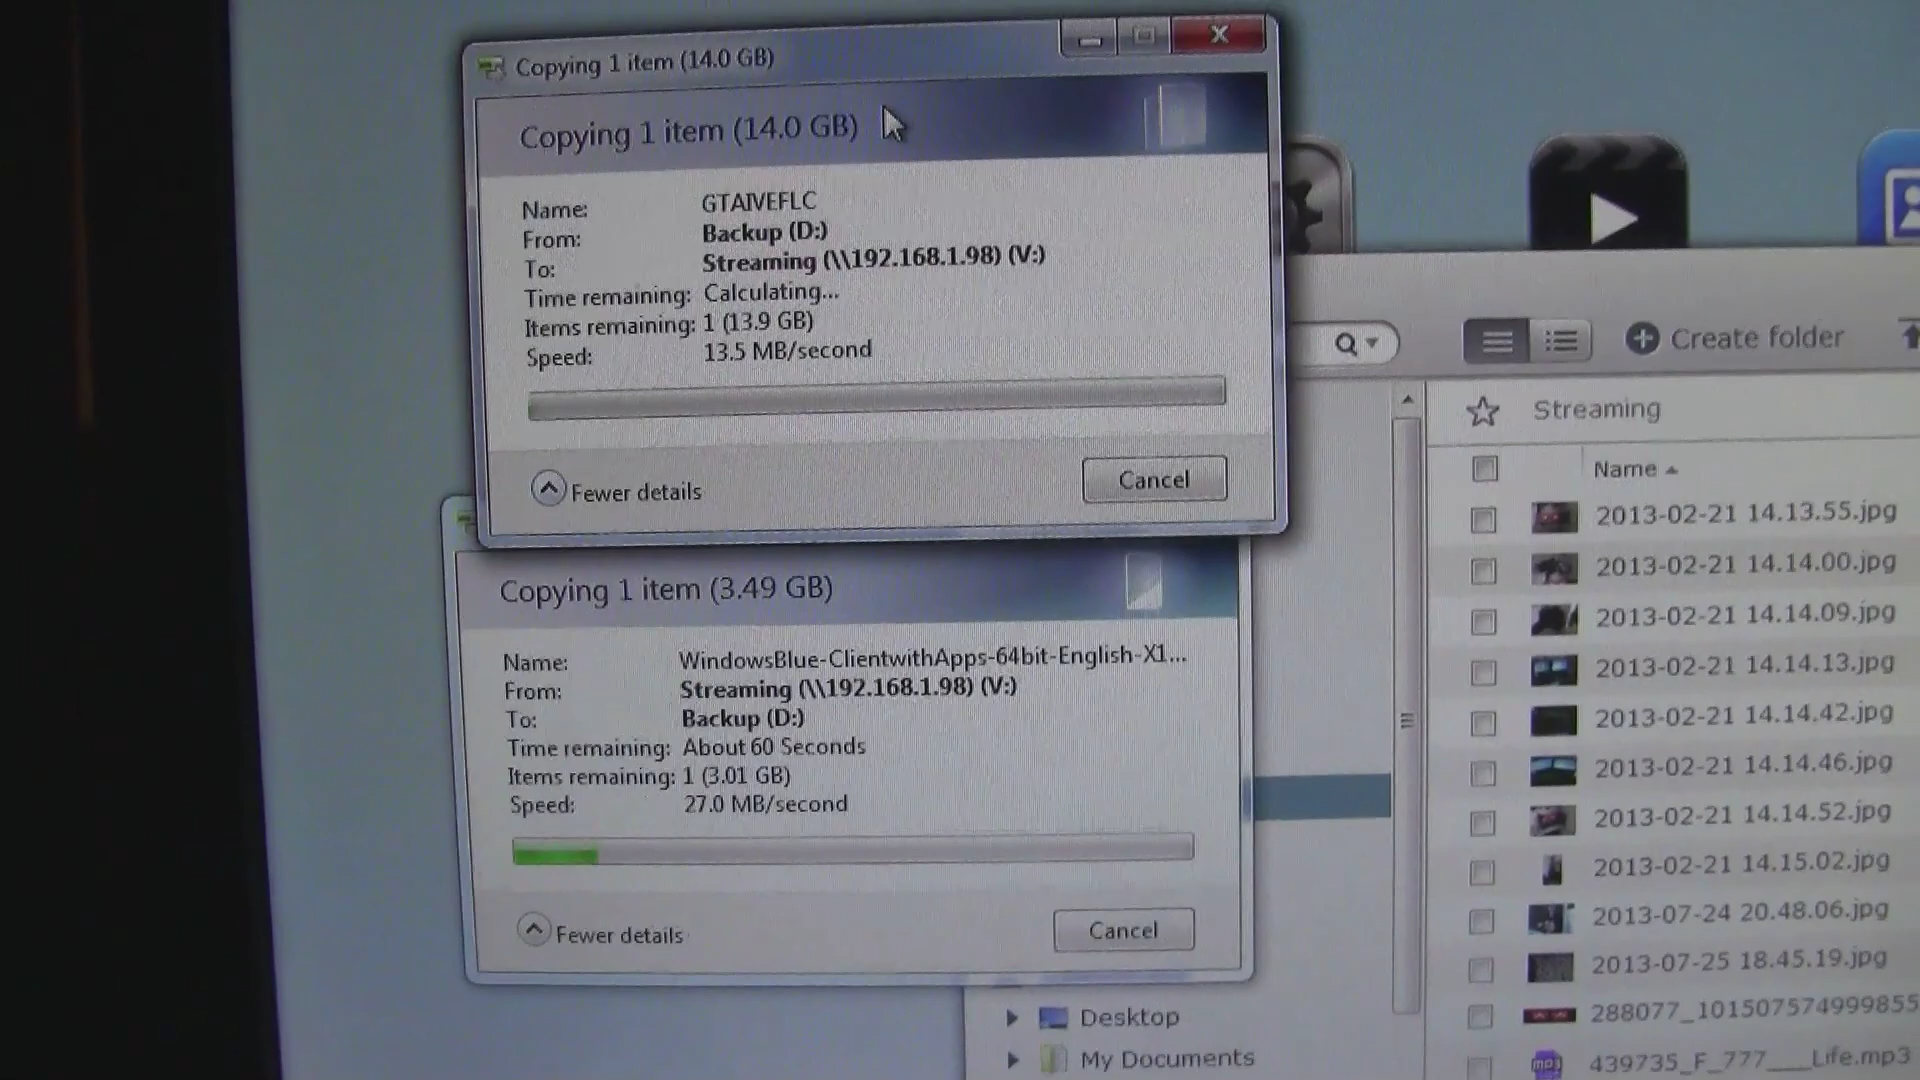 Copying 1 item (14.0 GB)
Copying 1 item (14.0 GB)
Name: GTAIVEFLC
From: Backup (D:)
To: Streaming (\\192.168.1.98) (V:)
Time remaining: Calculating...
Items remaining: 1 (13.9 GB)
Speed: 13.5 MB/second
Fewer details
Cancel
Copying 1 item (3.49 GB)
Name: WindowsBlue-ClientwithApps-64bit-English-X1...
From: Streaming (\\192.168.1.98) (V:)
To: Backup (D:)
Time remaining: About 60 Seconds
Items remaining: 1 (3.01 GB)
Speed: 27.0 MB/second
Fewer details
Cancel
Desktop
My Documents
Create folder
Streaming
Name
2013-02-21 14.13.55.jpg
2013-02-21 14.14.00.jpg
2013-02-21 14.14.09.jpg
2013-02-21 14.14.13.jpg
2013-02-21 14.14.42.jpg
2013-02-21 14.14.46.jpg
2013-02-21 14.14.52.jpg
2013-02-21 14.15.02.jpg
2013-07-24 20.48.06.jpg
2013-07-25 18.45.19.jpg
288077_101507574999855
mp3 439735_F_777___Life.mp3